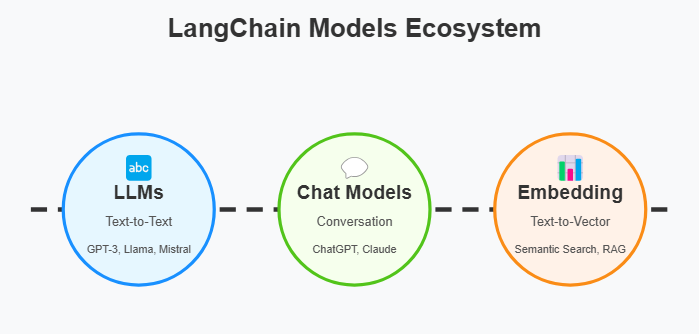 LangChain Models Ecosystem
abc
LLMs
Text-to-Text
GPT-3, Llama, Mistral
Chat Models
Conversation
ChatGPT, Claude
Embedding
Text-to-Vector
Semantic Search, RAG